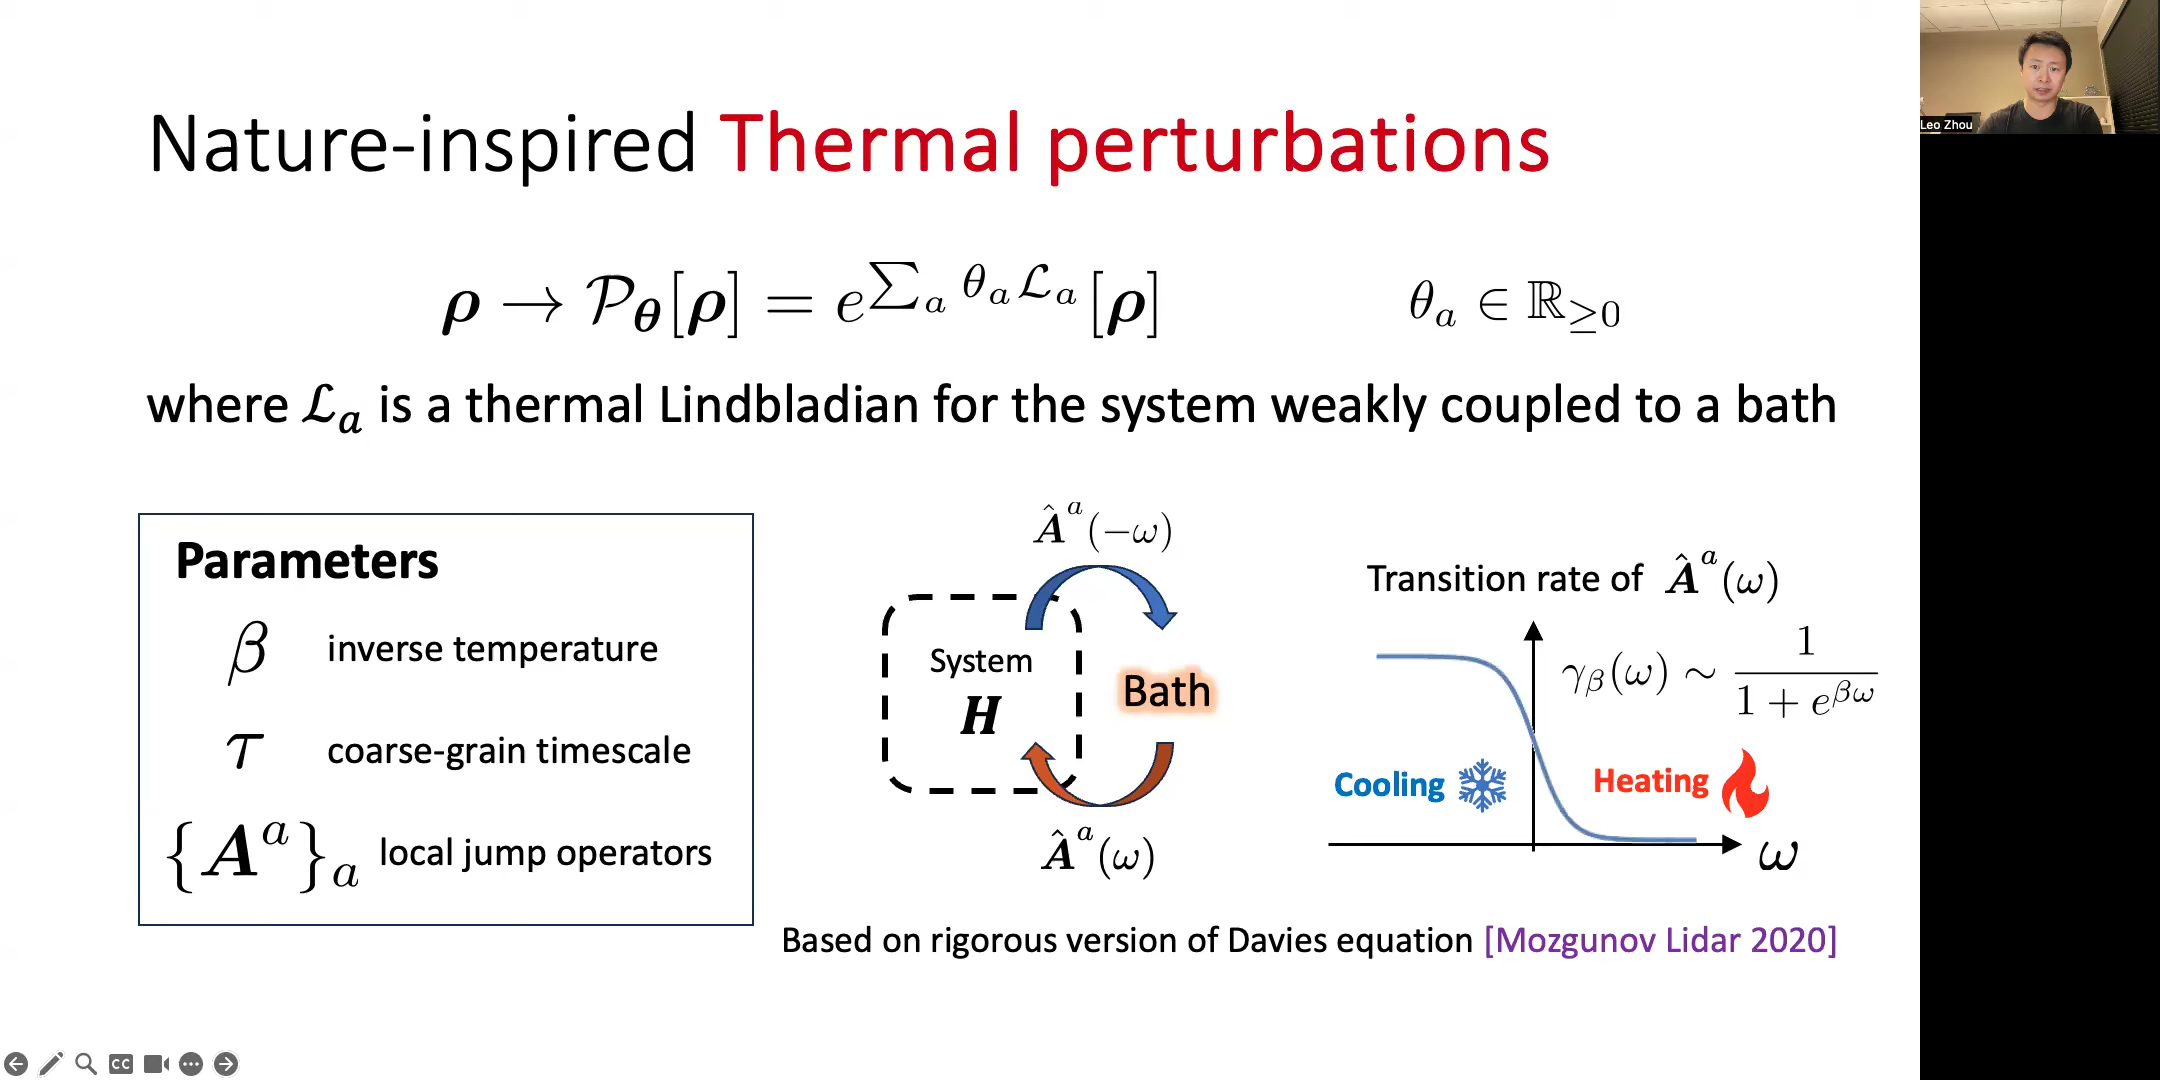 Nature-inspired Thermal perturbations
ρ → 𝒫_θ[ρ] = e^{∑_a θ_a ℒ_a}[ρ]
θ_a ∈ ℝ_{≥0}
where ℒ_a is a thermal Lindbladian for the system weakly coupled to a bath
Parameters
β inverse temperature
τ coarse-grain timescale
{A^a}_a local jump operators
Â^a(−ω)
System
H
Bath
Â^a(ω)
Transition rate of Â^a(ω)
γ_β(ω) ∼ 1/(1 + e^{βω})
Cooling
Heating
ω
Based on rigorous version of Davies equation [Mozgunov Lidar 2020]
Leo Zhou
CC